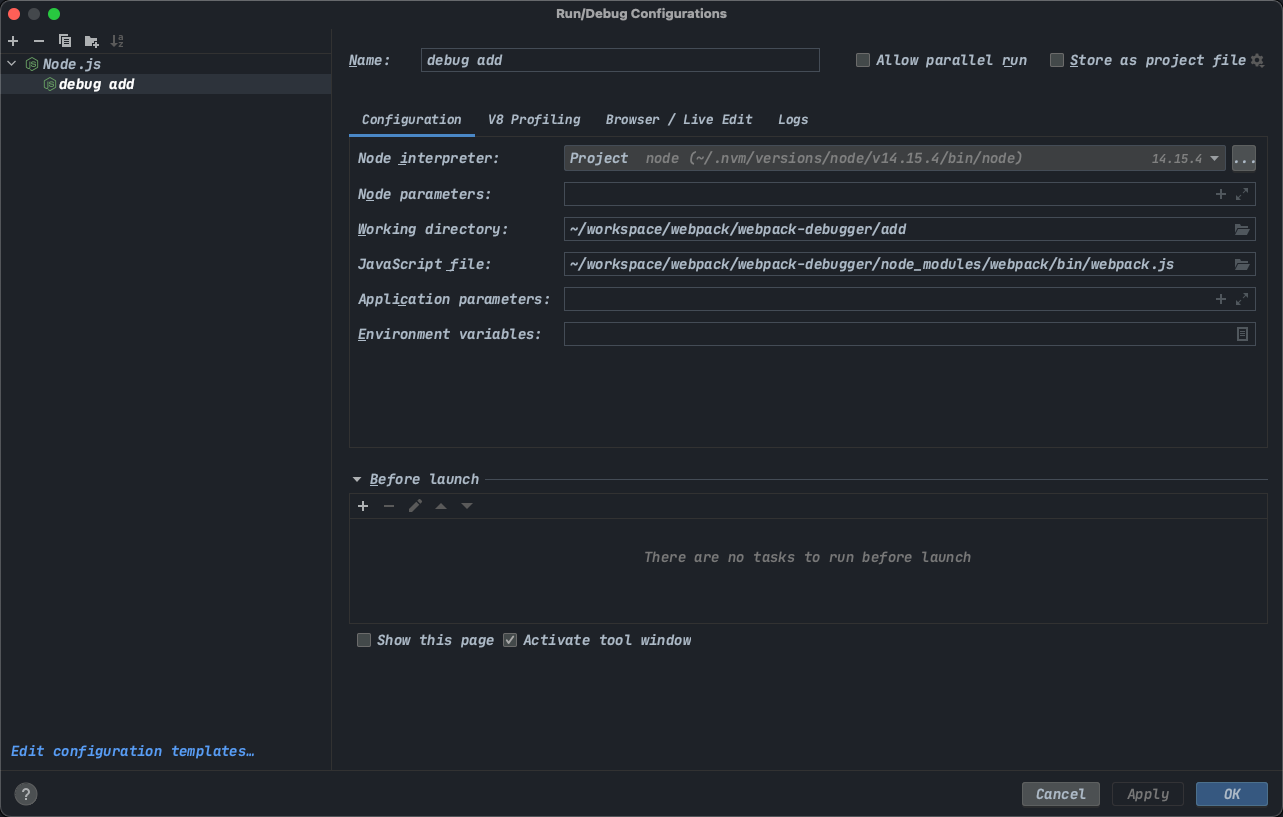 Run/Debug Configurations
Node.js
debug add
Name: debug add Allow parallel run Store as project file
Configuration V8 Profiling Browser / Live Edit Logs
Node interpreter: Project node (~/.nvm/versions/node/v14.15.4/bin/node) 14.15.4 ...
Node parameters:
Working directory: ~/workspace/webpack/webpack-debugger/add
JavaScript file: ~/workspace/webpack/webpack-debugger/node_modules/webpack/bin/webpack.js
Application parameters:
Environment variables:
Before launch
There are no tasks to run before launch
Show this page Activate tool window
Edit configuration templates…
? Cancel Apply OK